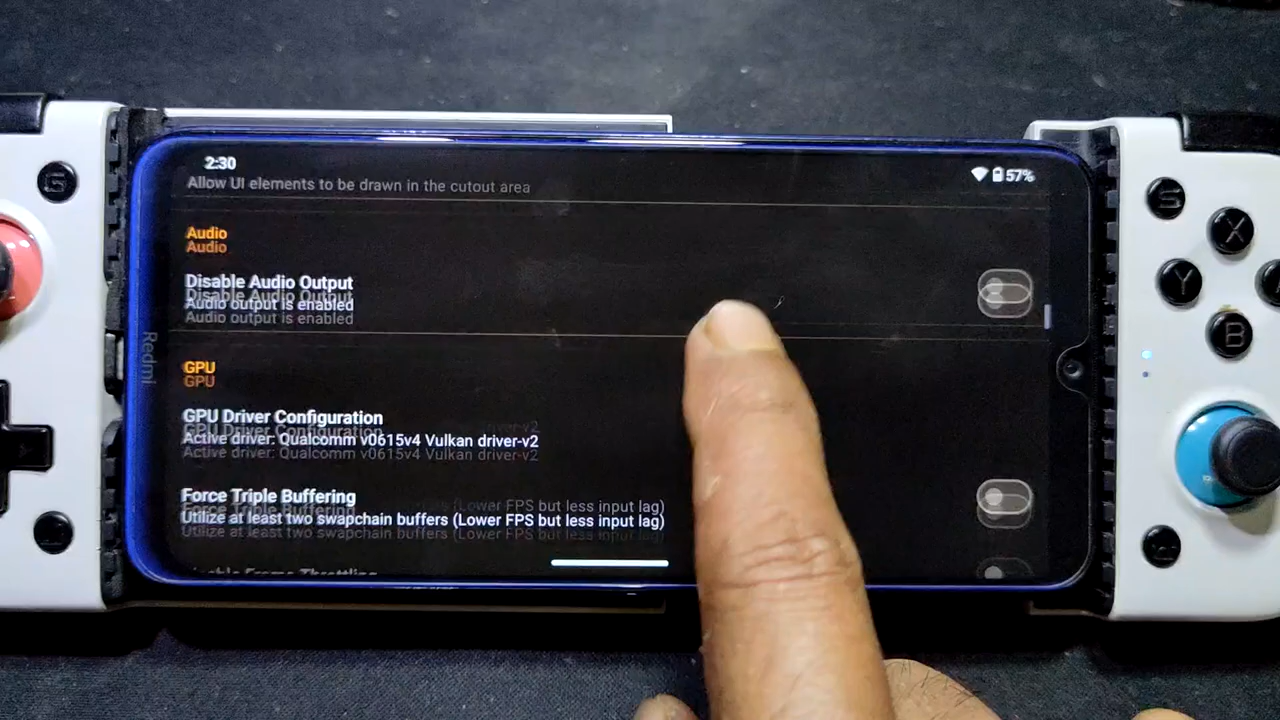 2:30
57%
Allow UI elements to be drawn in the cutout area
Audio
Disable Audio Output
Audio output is enabled
GPU
GPU Driver Configuration
Active driver: Qualcomm v0615v4 Vulkan driver-v2
Force Triple Buffering
Utilize at least two swapchain buffers (Lower FPS but less input lag)
Redmi
S
X
Y
B